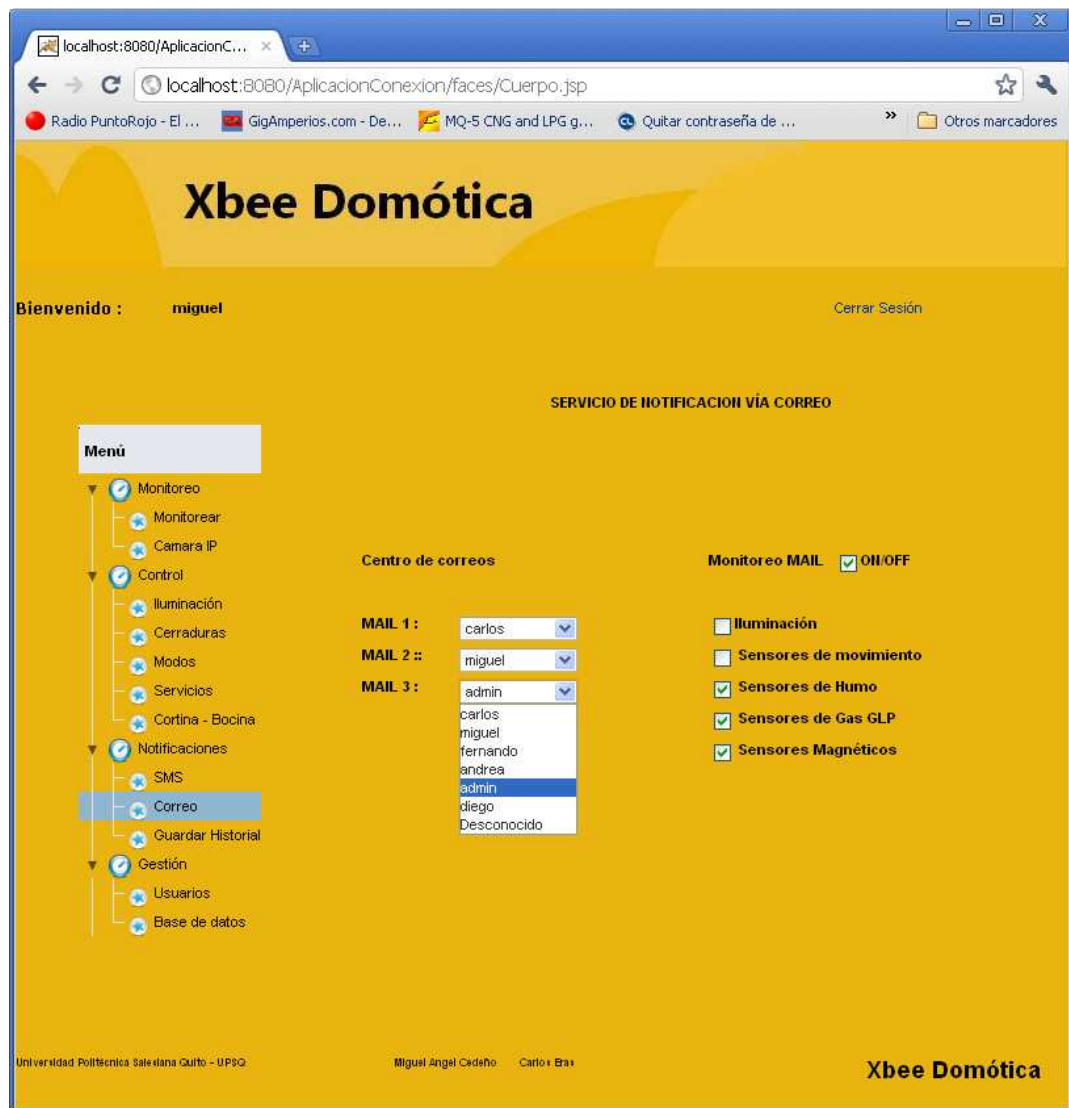 localhost:8080/AplicacionC...
localhost:8080/AplicacionConexion/faces/Cuerpo.jsp
Radio PuntoRojo - El ...
GigAmperios.com - De...
MQ-5 CNG and LPG g...
Quitar contraseña de ...
»
Otros marcadores
Xbee Domótica
Bienvenido :
miguel
Cerrar Sesión
SERVICIO DE NOTIFICACION VÍA CORREO
Menú
Monitoreo
Monitorear
Camara IP
Control
Iluminación
Cerraduras
Modos
Servicios
Cortina - Bocina
Notificaciones
SMS
Correo
Guardar Historial
Gestión
Usuarios
Base de datos
Centro de correos
MAIL 1 :
carlos
MAIL 2 ::
miguel
MAIL 3 :
admin
carlos
miguel
fernando
andrea
admin
diego
Desconocido
Monitoreo MAIL
ON/OFF
Iluminación
Sensores de movimiento
Sensores de Humo
Sensores de Gas GLP
Sensores Magnéticos
Universidad Politécnica Salesiana Quito - UPSQ
Miguel Angel Cedeño
Carlos Eras
Xbee Domótica